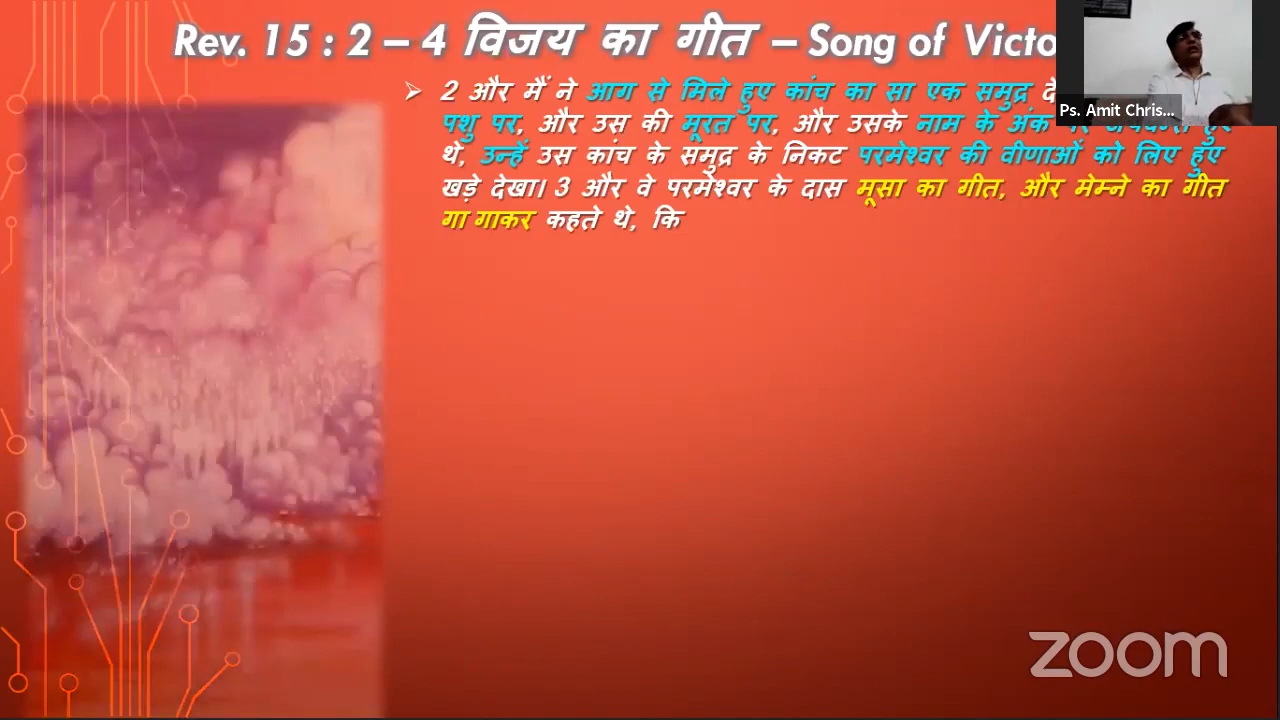 Rev. 15 : 2 – 4 विजय का गीत – Song of Victo
➢ 2 और मैं ने आग से मिले हुए कांच का सा एक समुद्र दे
पशु पर, और उस की मूरत पर, और उसके नाम के अंक
थे, उन्हें उस कांच के समुद्र के निकट परमेश्वर की वीणाओं को लिए हुए
खड़े देखा। 3 और वे परमेश्वर के दास मूसा का गीत, और मेम्ने का गीत
गा गाकर कहते थे, कि
Ps. Amit Chris...
zoom